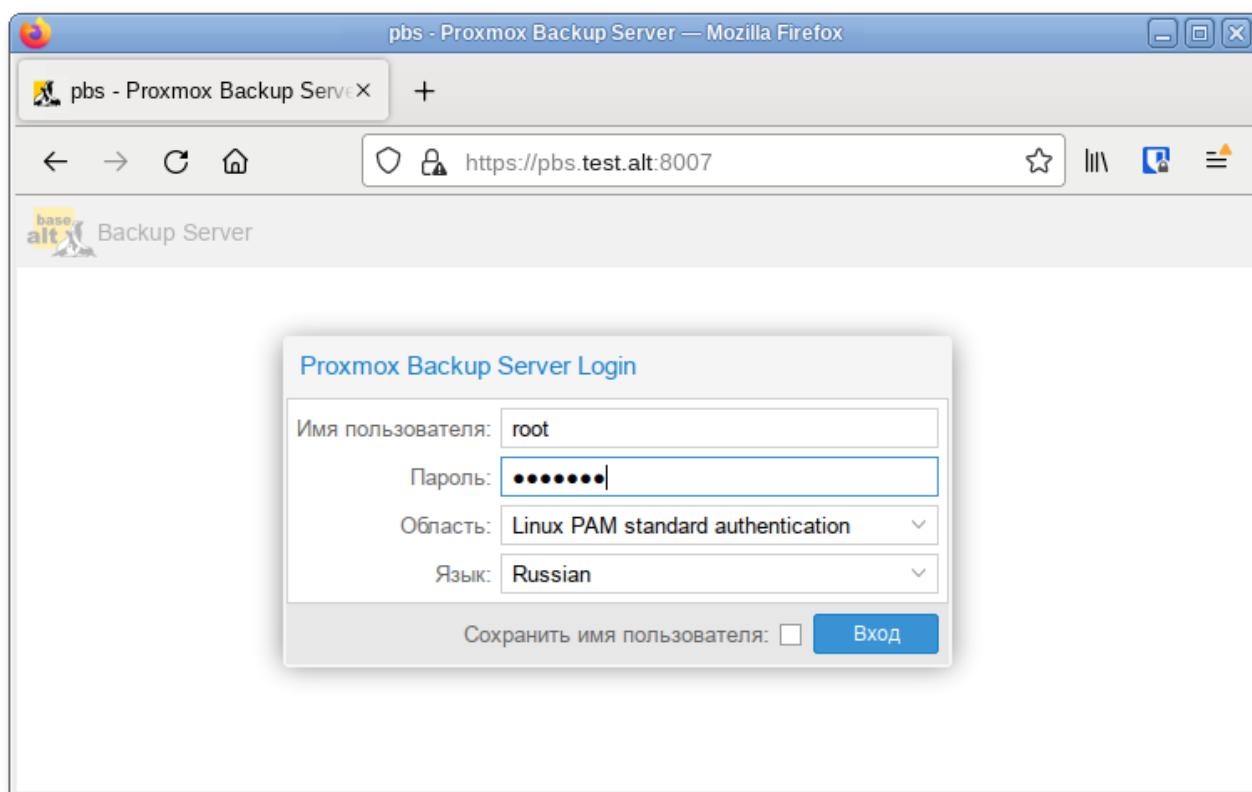 pbs - Proxmox Backup Server — Mozilla Firefox
pbs - Proxmox Backup Serve
https://pbs.test.alt:8007
base
alt
Backup Server
Proxmox Backup Server Login
Имя пользователя: root
Пароль: •••••••
Область: Linux PAM standard authentication
Язык: Russian
Сохранить имя пользователя: Вход